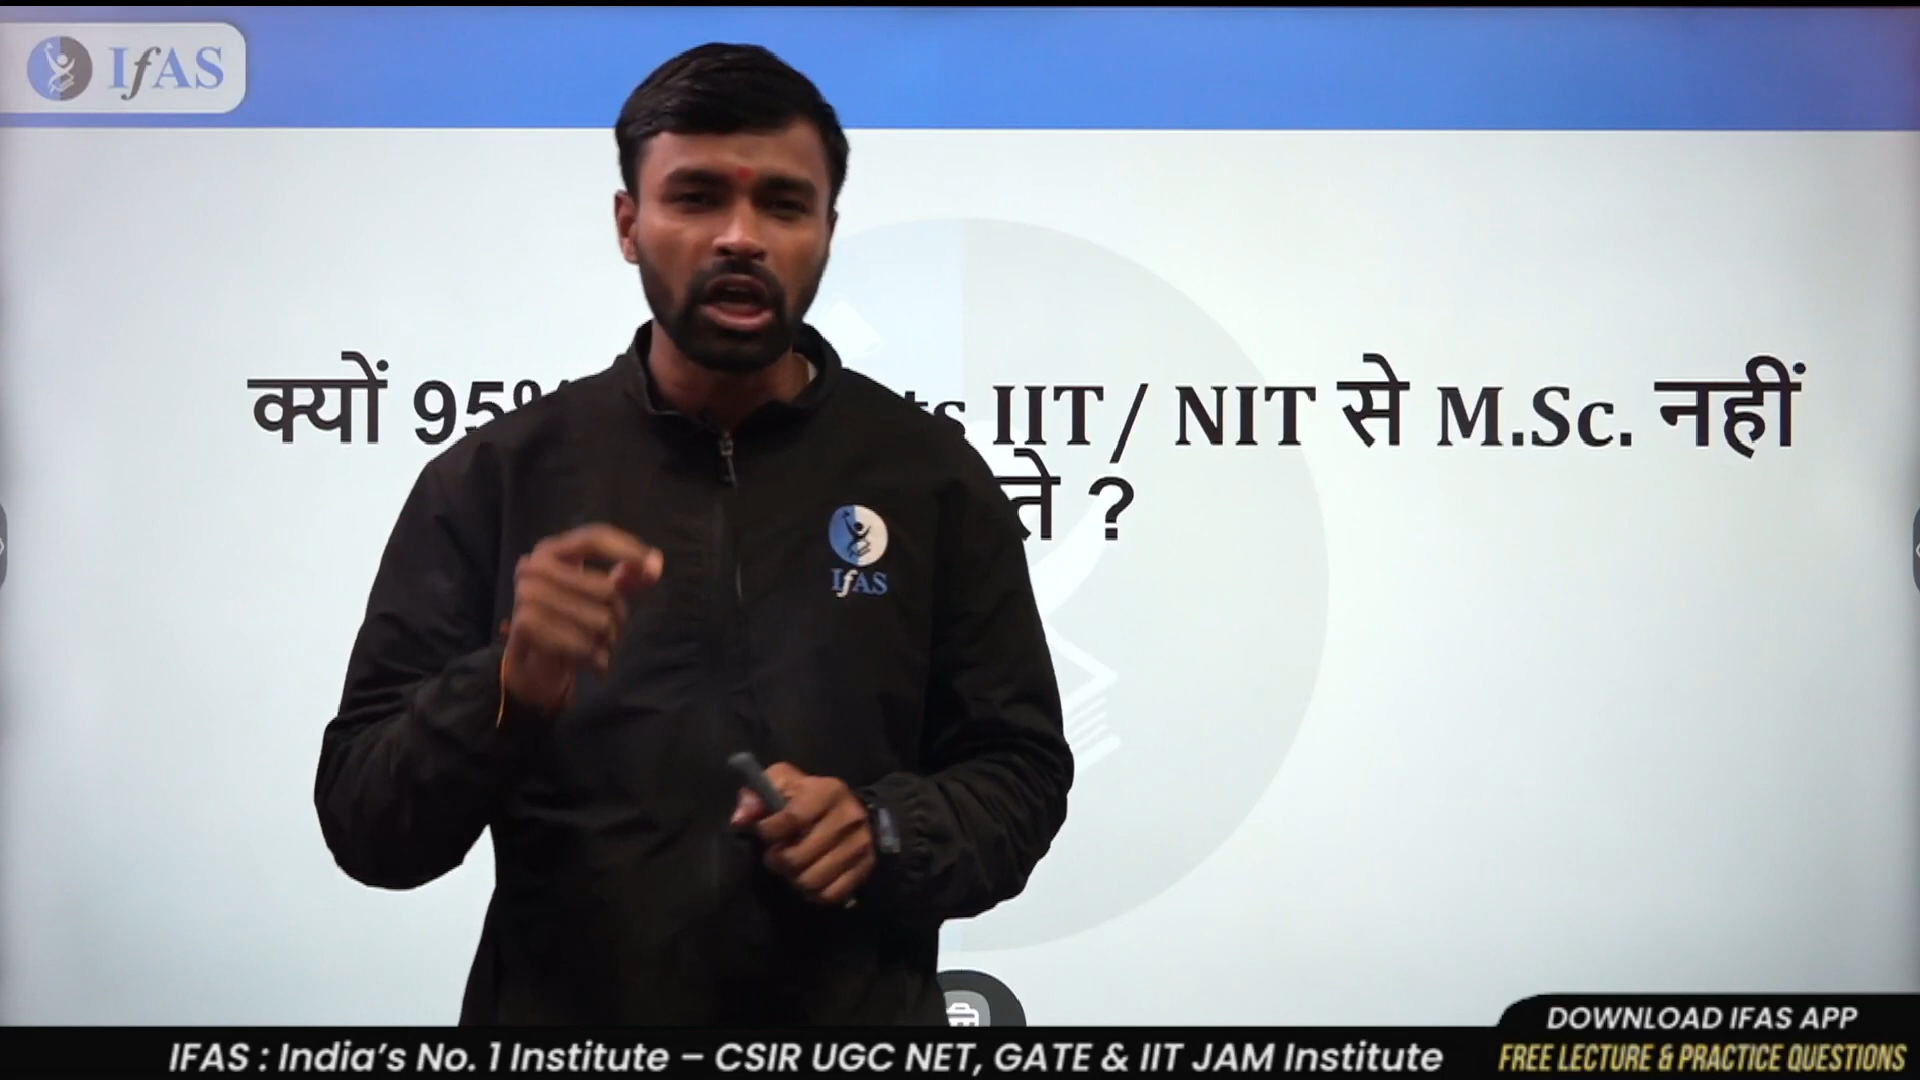 IfAS
क्यों 95% IIT/ NIT से M.Sc. नहीं
?
IfAS
DOWNLOAD IFAS APP
IFAS : India's No. 1 Institute – CSIR UGC NET, GATE & IIT JAM Institute
FREE LECTURE & PRACTICE QUESTIONS